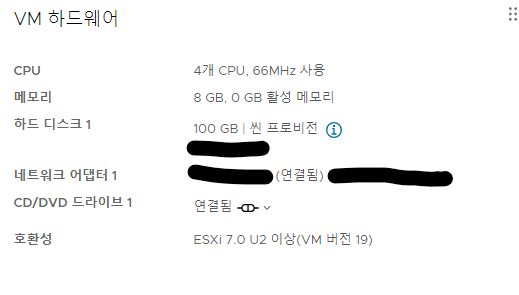 VM 하드웨어
CPU 4개 CPU, 66MHz 사용
메모리 8 GB, 0 GB 활성 메모리
하드 디스크 1 100 GB | 씬 프로비전
네트워크 어댑터 1 (연결됨)
CD/DVD 드라이브 1 연결됨
호환성 ESXi 7.0 U2 이상(VM 버전 19)